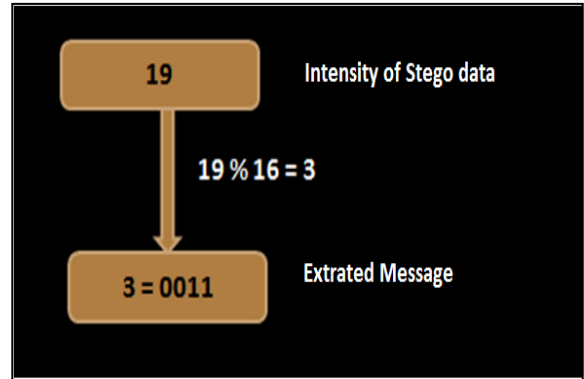 19
Intensity of Stego data
19 % 16 = 3
3 = 0011
Extrated Message